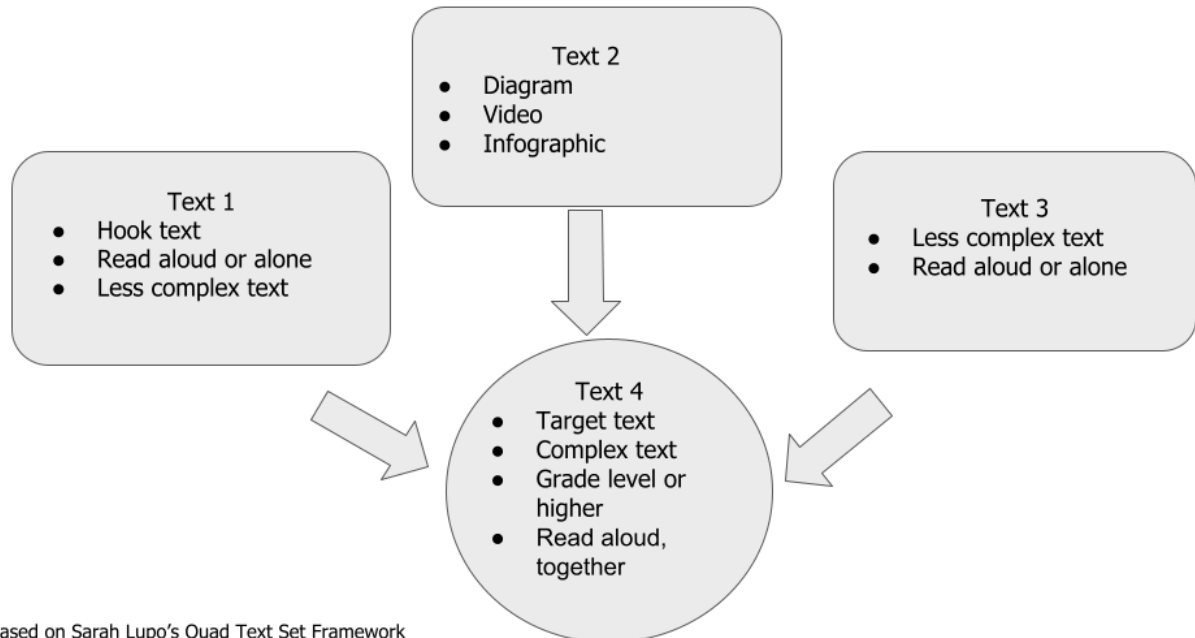 Text 1
● Hook text
● Read aloud or alone
● Less complex text
Text 2
● Diagram
● Video
● Infographic
Text 3
● Less complex text
● Read aloud or alone
Text 4
● Target text
● Complex text
● Grade level or
higher
● Read aloud,
together
ased on Sarah Lupo's Quad Text Set Framework